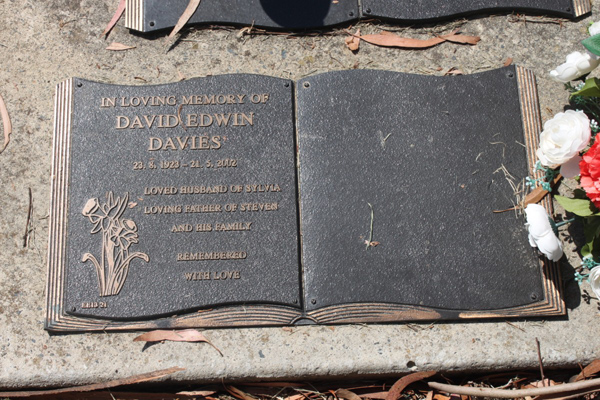 IN LOVING MEMORY OF
DAVID EDWIN
DAVIES
23. 8. 1923 - 21. 5. 2002
LOVED HUSBAND OF SYLVIA
LOVING FATHER OF STEVEN
AND HIS FAMILY
REMEMBERED
WITH LOVE